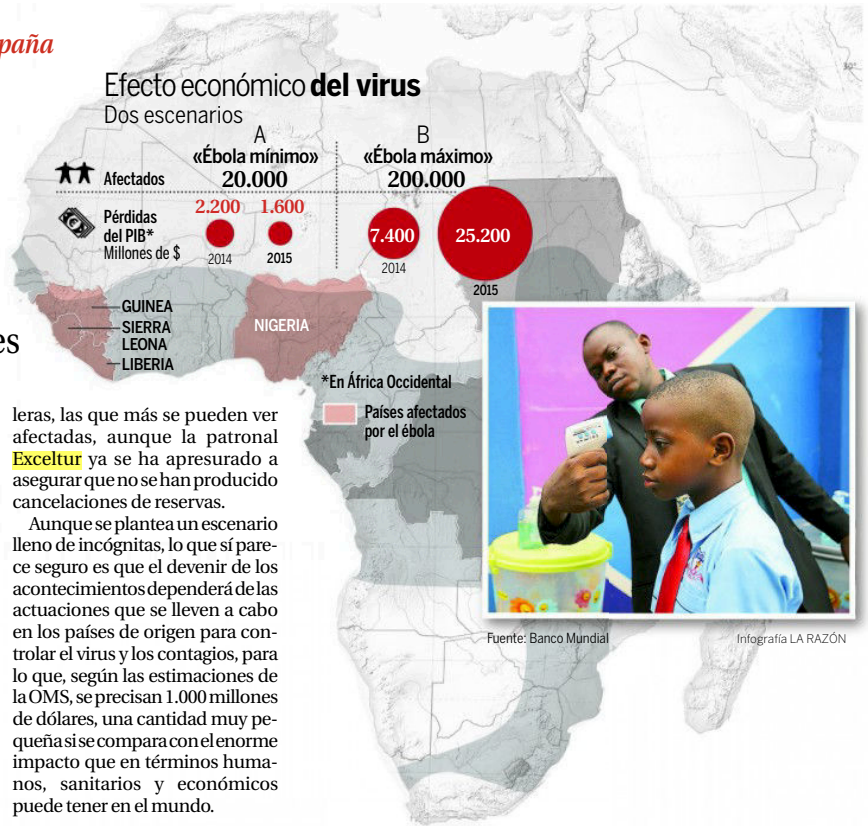 paña
Efecto económico del virus
Dos escenarios
A
«Ébola mínimo»
20.000
B
«Ébola máximo»
200.000
Afectados
Pérdidas
del PIB*
Millones de $
2.200
2014
1.600
2015
7.400
2014
25.200
2015
GUINEA
SIERRA
LEONA
LIBERIA
NIGERIA
*En África Occidental
Países afectados
por el ébola
Fuente: Banco Mundial
Infografía LA RAZÓN
es
leras, las que más se pueden ver
afectadas, aunque la patronal
Exceltur ya se ha apresurado a
asegurar que no se han producido
cancelaciones de reservas.
Aunque se plantea un escenario
lleno de incógnitas, lo que sí pare-
ce seguro es que el devenir de los
acontecimientos dependerá de las
actuaciones que se lleven a cabo
en los países de origen para con-
trolar el virus y los contagios, para
lo que, según las estimaciones de
la OMS, se precisan 1.000 millones
de dólares, una cantidad muy pe-
queña si se compara con el enorme
impacto que en términos huma-
nos, sanitarios y económicos
puede tener en el mundo.